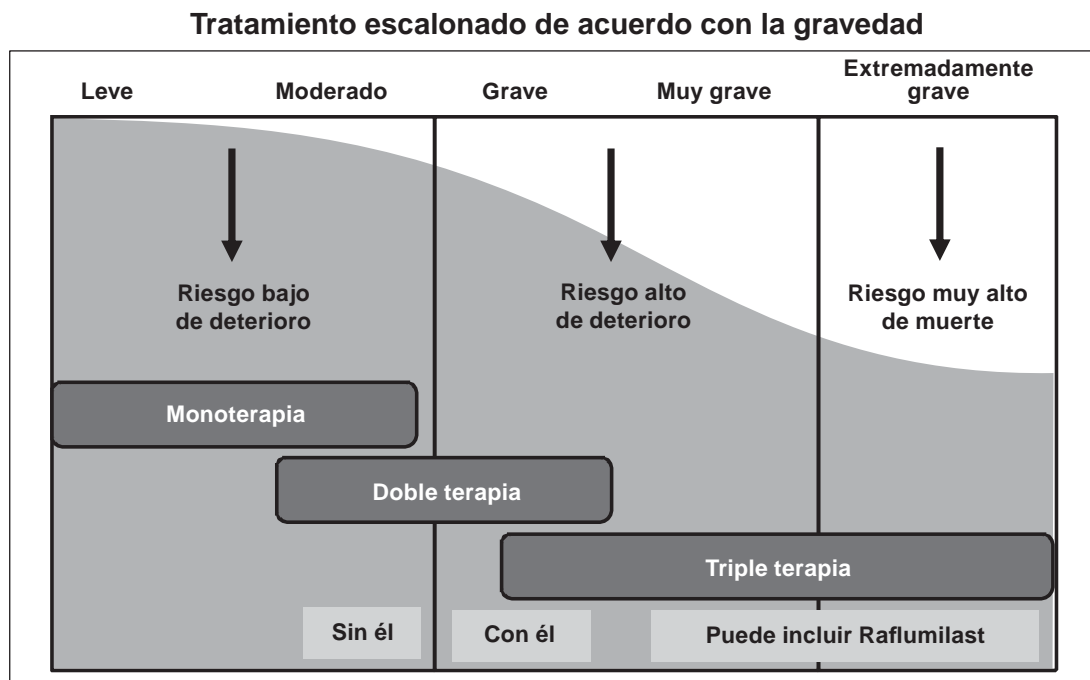 Tratamiento escalonado de acuerdo con la gravedad
Leve
Moderado
Grave
Muy grave
Extremadamente
grave
Riesgo bajo
de deterioro
Riesgo alto
de deterioro
Riesgo muy alto
de muerte
Monoterapia
Doble terapia
Triple terapia
Sin él
Con él
Puede incluir Raflumilast